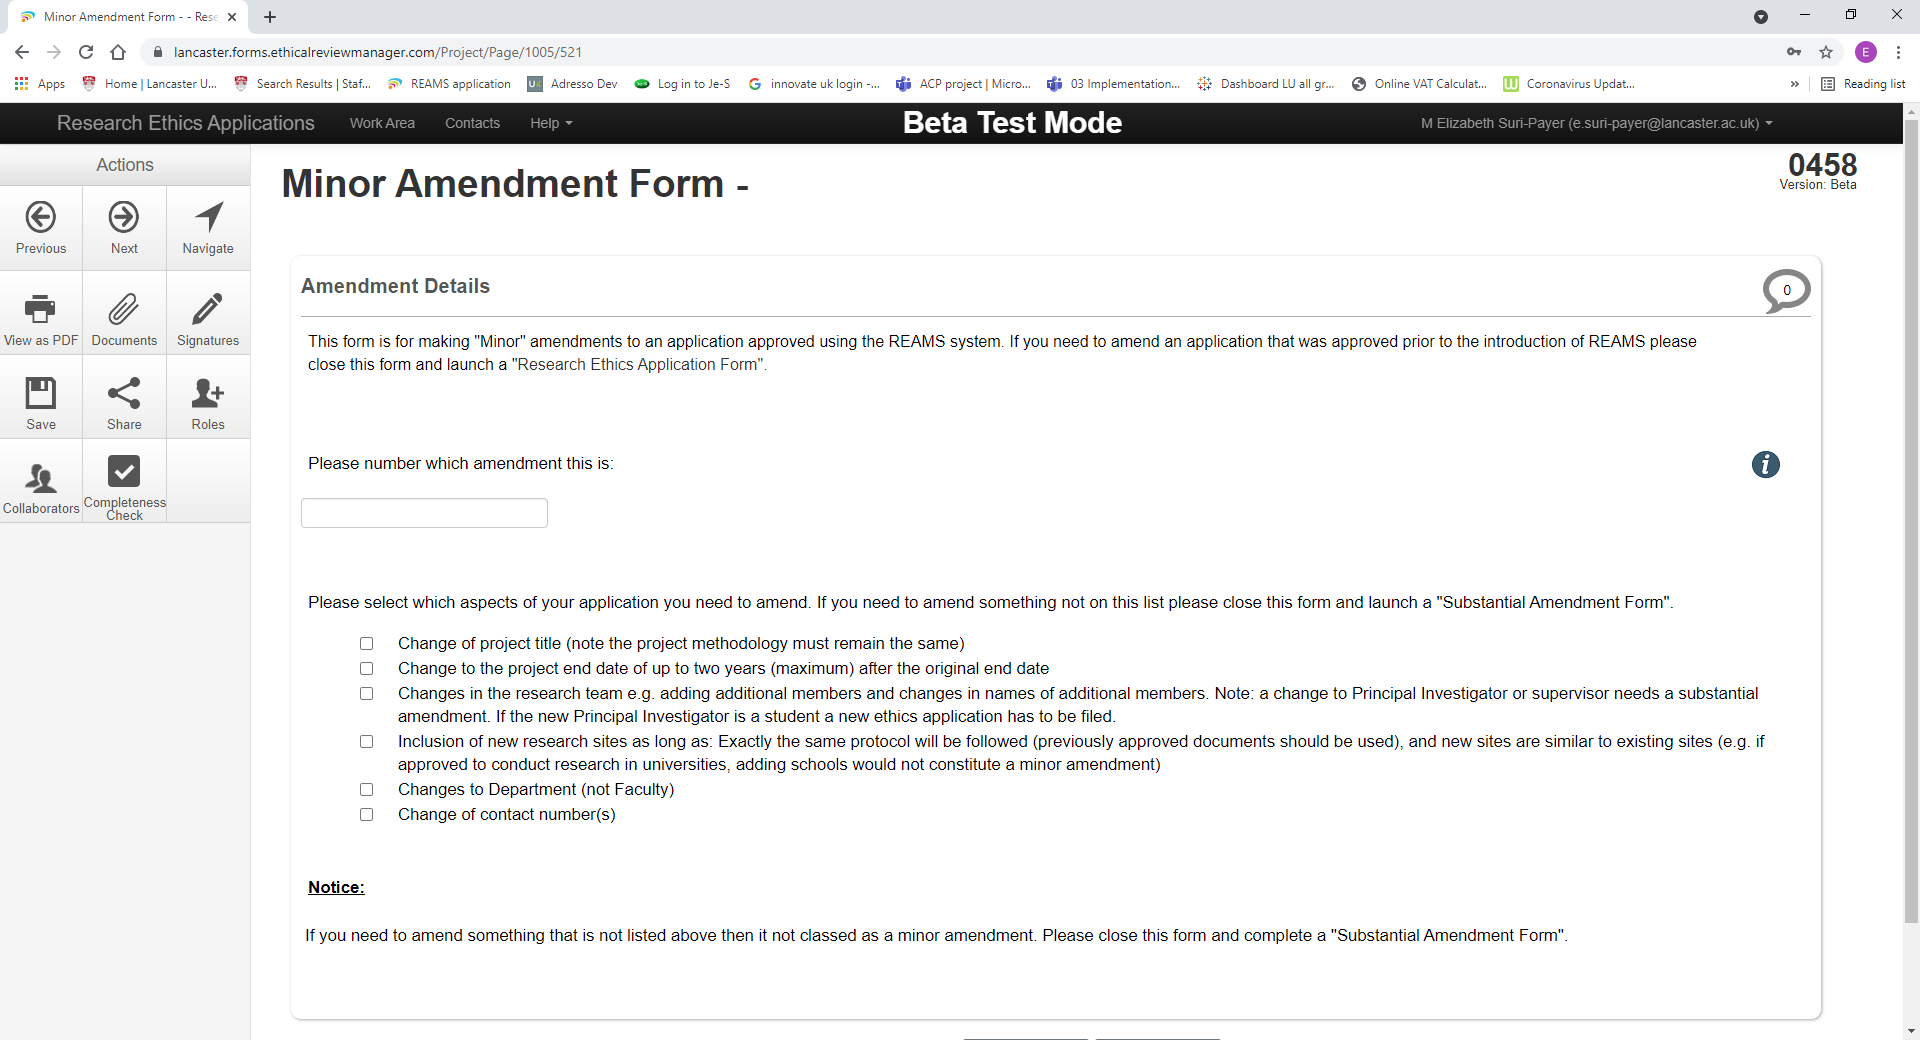 Minor Amendment Form - - Rese
lancaster.forms.ethicalreviewmanager.com/Project/Page/1005/521
E
Apps Home | Lancaster U... Search Results | Staf... REAMS application Adresso Dev Log in to Je-S innovate uk login -... ACP project | Micro... 03 Implementation... Dashboard LU all gr... Online VAT Calculat... Coronavirus Updat... » Reading list
Research Ethics Applications Work Area Contacts Help Beta Test Mode M Elizabeth Suri-Payer (e.suri-payer@lancaster.ac.uk)
Actions
Previous Next Navigate
View as PDF Documents Signatures
Save Share Roles
Collaborators Completeness Check
Minor Amendment Form -
0458
Version: Beta
Amendment Details
0
This form is for making "Minor" amendments to an application approved using the REAMS system. If you need to amend an application that was approved prior to the introduction of REAMS please
close this form and launch a "Research Ethics Application Form".
Please number which amendment this is:
i
Please select which aspects of your application you need to amend. If you need to amend something not on this list please close this form and launch a "Substantial Amendment Form".
Change of project title (note the project methodology must remain the same)
Change to the project end date of up to two years (maximum) after the original end date
Changes in the research team e.g. adding additional members and changes in names of additional members. Note: a change to Principal Investigator or supervisor needs a substantial
amendment. If the new Principal Investigator is a student a new ethics application has to be filed.
Inclusion of new research sites as long as: Exactly the same protocol will be followed (previously approved documents should be used), and new sites are similar to existing sites (e.g. if
approved to conduct research in universities, adding schools would not constitute a minor amendment)
Changes to Department (not Faculty)
Change of contact number(s)
Notice:
If you need to amend something that is not listed above then it not classed as a minor amendment. Please close this form and complete a "Substantial Amendment Form".